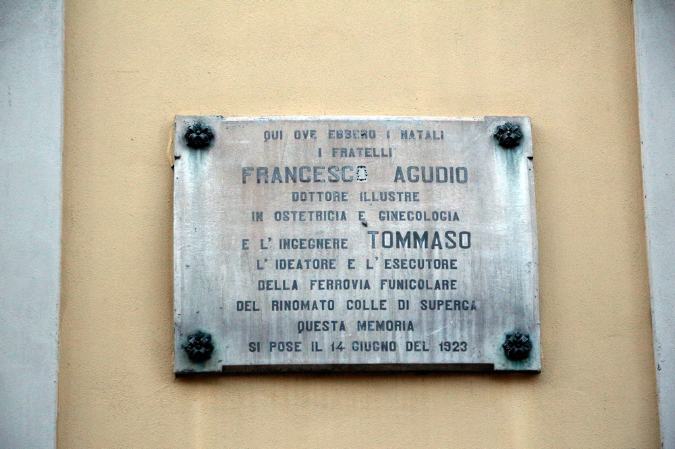 QUI OVE EBBERO I NATALI
I FRATELLI
FRANCESCO AGUDIO
DOTTORE ILLUSTRE
IN OSTETRICIA E GINECOLOGIA
E L'INGEGNERE TOMMASO
L'IDEATORE E L'ESECUTORE
DELLA FERROVIA FUNICOLARE
DEL RINOMATO COLLE DI SUPERGA
QUESTA MEMORIA
SI POSE IL 14 GIUGNO DEL 1923